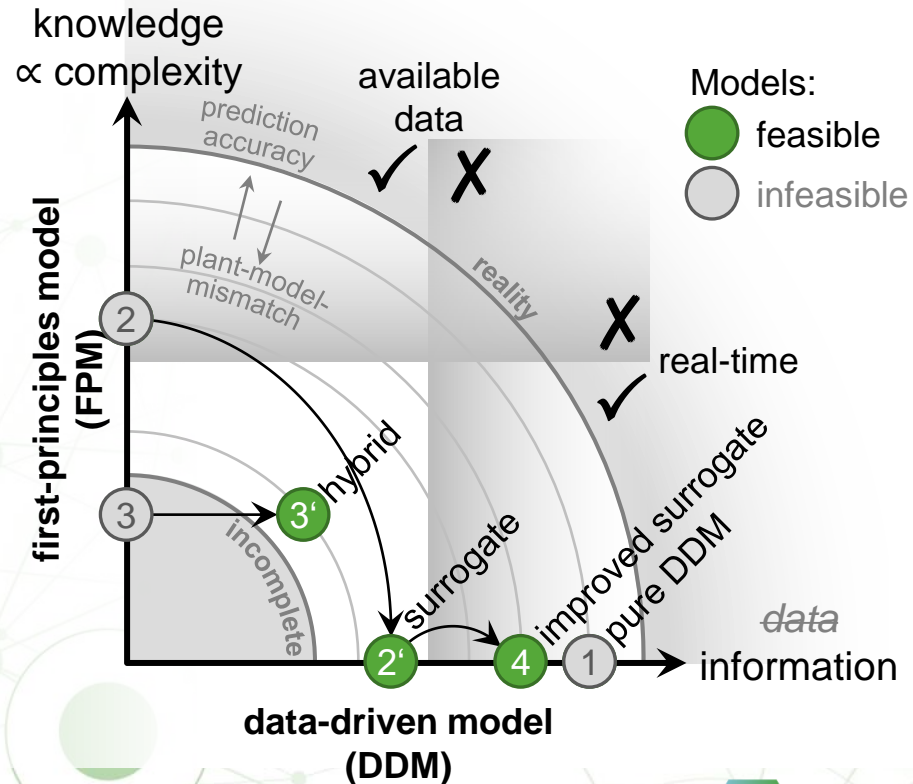 knowledge
∝ complexity
available
data
✓
✗
Models:
feasible
infeasible
prediction
accuracy
plant-model-
mismatch
reality
✗
real-time
✓
first-principles model
(FPM)
2
3
3‘
hybrid
incomplete
surrogate
improved surrogate
pure DDM
2‘
4
1
data
information
data-driven model
(DDM)